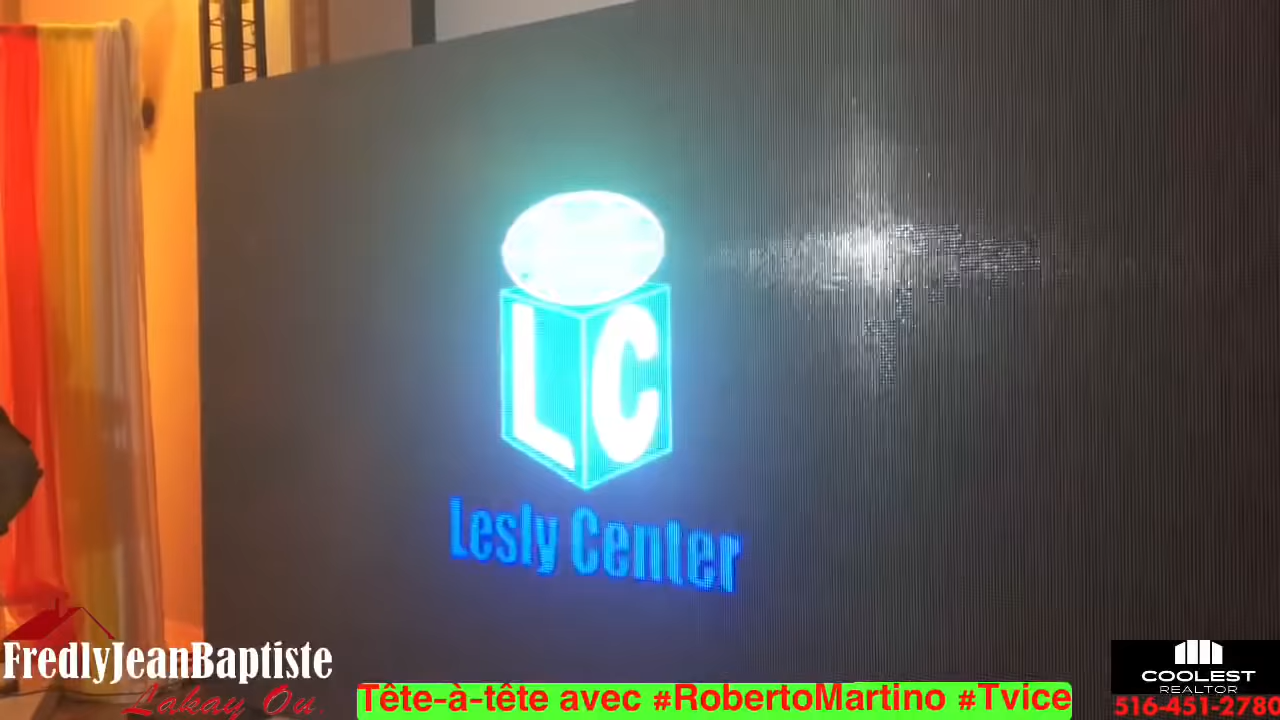 LC
Lesly Center
FredlyJeanBaptiste
Lakay Ou.
Tête-à-tête avec #RobertoMartino #Tvice
COOLEST
REALTOR
516-451-2780